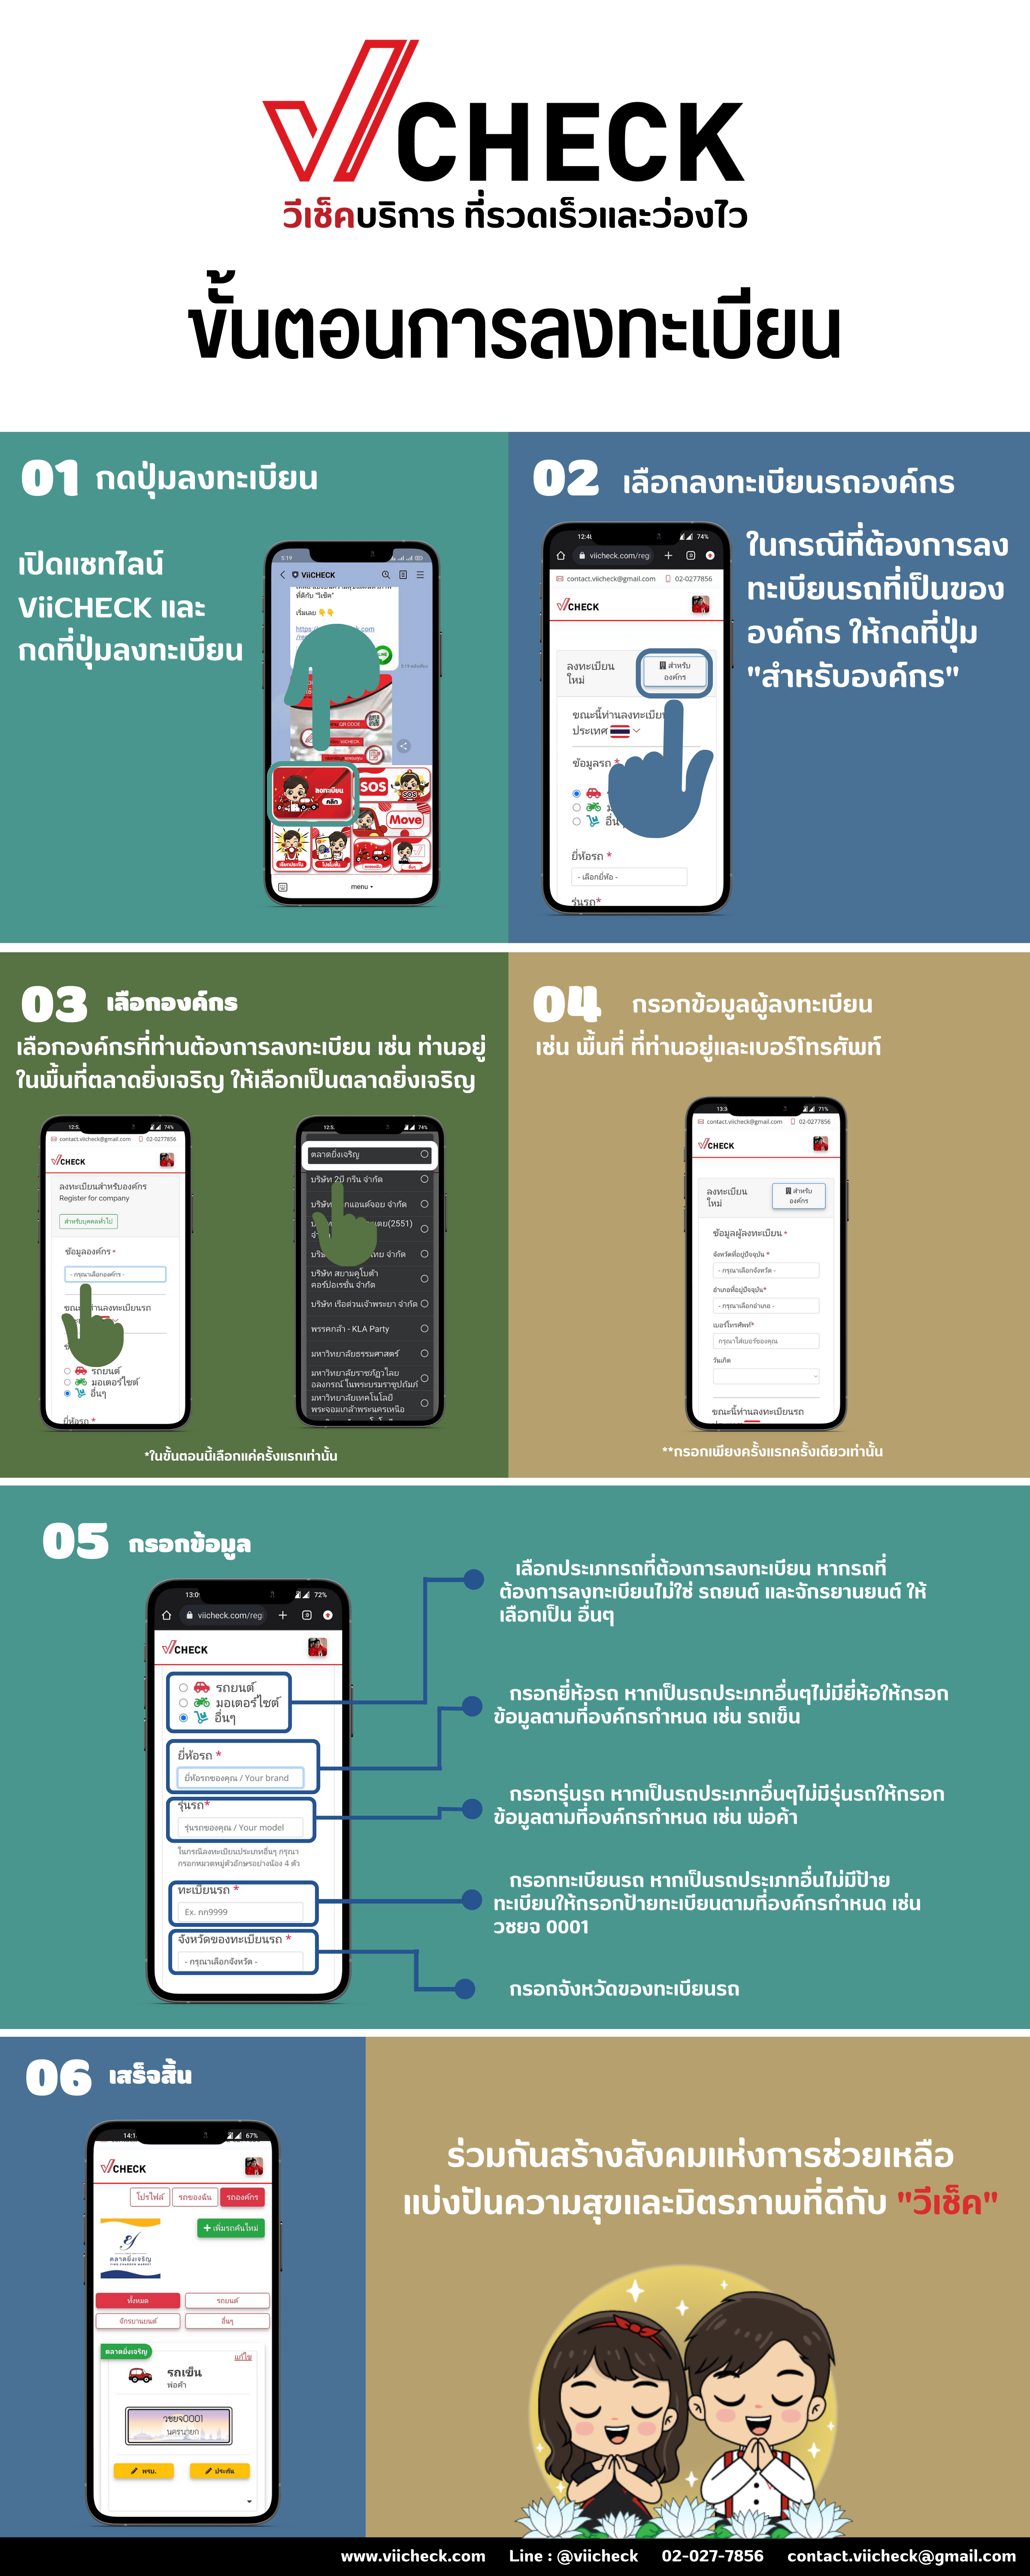 CHECK
วีเช็คบริการ ที่รวดเร็วและว่องไว
ขั้นตอนการลงทะเบียน
01 กดปุ่มลงทะเบียน
เปิดแชทไลน์
ViiCHECK และ
กดที่ปุ่มลงทะเบียน
5:19
ViiCHECK
ที่ดีกับ "วีเช็ค"
เริ่มเลย
QR CODE
ลงทะเบียน
คลิก
SOS
SOS
Move
menu
02 เลือกลงทะเบียนรถองค์กร
ในกรณีที่ต้องการลง
ทะเบียนรถที่เป็นของ
องค์กร ให้กดที่ปุ่ม
"สำหรับองค์กร"
74%
viicheck.com/reg
contact.viicheck@gmail.com 02-0277856
CHECK
ลงทะเบียน
ใหม่
สำหรับ
องค์กร
ขณะนี้ท่านลงทะเบีย
ประเทศ
ข้อมูลรถ *
อื่น
ยี่ห้อรถ *
- เลือกยี่ห้อ -
รุ่นรถ*
03 เลือกองค์กร
เลือกองค์กรที่ท่านต้องการลงทะเบียน เช่น ท่านอยู่
ในพื้นที่ตลาดยิ่งเจริญ ให้เลือกเป็นตลาดยิ่งเจริญ
74%
contact.viicheck@gmail.com 02-0277856
CHECK
ลงทะเบียนสำหรับองค์กร
Register for company
สำหรับบุคคลทั่วไป
ข้อมูลองค์กร *
- กรุณาเลือกองค์กร -
รถยนต์
มอเตอร์ไซต์
อื่นๆ
ยี่ห้อรถ *
74%
ตลาดยิ่งเจริญ
บริษัท 2บี กรีน จำกัด
บริษัท สยามคูโบต้า
คอร์ปอเรชั่น จำกัด
บริษัท เรือด่วนเจ้าพระยา จำกัด
พรรคกล้า - KLA Party
มหาวิทยาลัยธรรมศาสตร์
มหาวิทยาลัยราชภัฏวไลย
อลงกรณ์ ในพระบรมราชูปถัมภ์
มหาวิทยาลัยเทคโนโลยี
พระจอมเกล้าพระนครเหนือ
*ในขั้นตอนนี้เลือกแค่ครั้งแรกเท่านั้น
04 กรอกข้อมูลผู้ลงทะเบียน
เช่น พื้นที่ ที่ท่านอยู่และเบอร์โทรศัพท์
71%
contact.viicheck@gmail.com 02-0277856
CHECK
ลงทะเบียน
ใหม่
สำหรับ
องค์กร
ข้อมูลผู้ลงทะเบียน *
จังหวัดที่อยู่ปัจจุบัน *
- กรุณาเลือกจังหวัด -
อำเภอที่อยู่ปัจจุบัน*
- กรุณาเลือกอำเภอ -
เบอร์โทรศัพท์*
กรุณาใส่เบอร์ของคุณ
วันเกิด
ขณะนี้ท่านลงทะเบียนรถ
**กรอกเพียงครั้งแรกครั้งเดียวเท่านั้น
05 กรอกข้อมูล
72%
viicheck.com/reg
CHECK
รถยนต์
มอเตอร์ไซต์
อื่นๆ
ยี่ห้อรถ *
ยี่ห้อรถของคุณ / Your brand
รุ่นรถ*
รุ่นรถของคุณ / Your model
ในกรณีลงทะเบียนประเภทอื่นๆ กรุณา
กรอกหมวดหมู่ตัวอักษรอย่างน้อง 4 ตัว
ทะเบียนรถ *
Ex. กก9999
จังหวัดของทะเบียนรถ *
- กรุณาเลือกจังหวัด -
เลือกประเภทรถที่ต้องการลงทะเบียน หากรถที่
ต้องการลงทะเบียนไม่ใช่ รถยนต์ และจักรยานยนต์ ให้
เลือกเป็น อื่นๆ
กรอกยี่ห้อรถ หากเป็นรถประเภทอื่นๆไม่มียี่ห้อให้กรอก
ข้อมูลตามที่องค์กรกำหนด เช่น รถเข็น
กรอกรุ่นรถ หากเป็นรถประเภทอื่นๆไม่มีรุ่นรถให้กรอก
ข้อมูลตามที่องค์กรกำหนด เช่น พ่อค้า
กรอกทะเบียนรถ หากเป็นรถประเภทอื่นไม่มีป้าย
ทะเบียนให้กรอกป้ายทะเบียนตามที่องค์กรกำหนด เช่น
วชยจ 0001
กรอกจังหวัดของทะเบียนรถ
06 เสร็จสิ้น
67%
CHECK
โปรไฟล์ รถของฉัน รถองค์กร
เพิ่มรถคันใหม่
ตลาดยิ่งเจริญ
ทั้งหมด รถยนต์
จักรยานยนต์ อื่นๆ
ตลาดยิ่งเจริญ
แก้ไข
รถเข็น
พ่อค้า
วชยจ0001
นครนายก
พรบ. ประกัน
ร่วมกันสร้างสังคมแห่งการช่วยเหลือ
แบ่งปันความสุขและมิตรภาพที่ดีกับ "วีเช็ค"
www.viicheck.com Line : @viicheck 02-027-7856 contact.viicheck@gmail.com